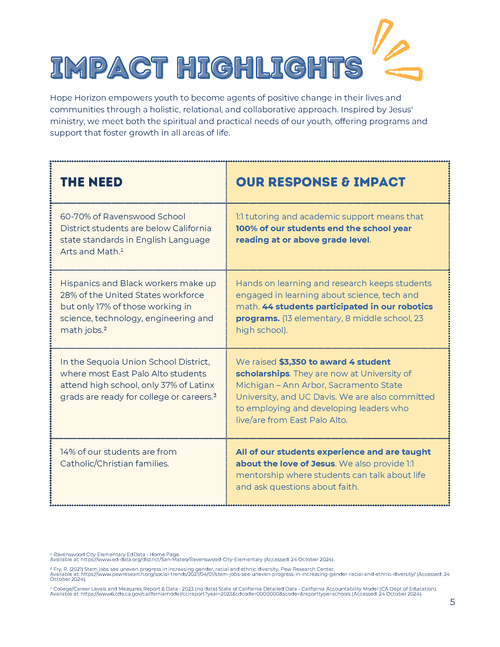 IMPACT HIGHLIGHTS
Hope Horizon empowers youth to become agents of positive change in their lives and
communities through a holistic, relational, and collaborative approach. Inspired by Jesus'
ministry, we meet both the spiritual and practical needs of our youth, offering programs and
support that foster growth in all areas of life.
THE NEED
OUR RESPONSE & IMPACT
60-70% of Ravenswood School
District students are below California
state standards in English Language
Arts and Math.¹
1:1 tutoring and academic support means that
100% of our students end the school year
reading at or above grade level.
Hispanics and Black workers make up
28% of the United States workforce
but only 17% of those working in
science, technology, engineering and
math jobs.²
Hands on learning and research keeps students
engaged in learning about science, tech and
math. 44 students participated in our robotics
programs. (13 elementary, 8 middle school, 23
high school).
In the Sequoia Union School District,
where most East Palo Alto students
attend high school, only 37% of Latinx
grads are ready for college or careers.³
We raised $3,350 to award 4 student
scholarships. They are now at University of
Michigan – Ann Arbor, Sacramento State
University, and UC Davis. We are also committed
to employing and developing leaders who
live/are from East Palo Alto.
14% of our students are from
Catholic/Christian families.
All of our students experience and are taught
about the love of Jesus. We also provide 1:1
mentorship where students can talk about life
and ask questions about faith.
¹ Ravenswood City Elementary EdData - Home Page.
Available at: https://www.ed-data.org/district/San-Mateo/Ravenswood-City-Elementary (Accessed: 24 October 2024).
² Fry, R. (2021) Stem jobs see uneven progress in increasing gender, racial and ethnic diversity, Pew Research Center.
Available at: https://www.pewresearch.org/social-trends/2021/04/01/stem-jobs-see-uneven-progress-in-increasing-gender-racial-and-ethnic-diversity/ (Accessed: 24
October 2024).
³ College/Career Levels and Measures Report & Data - 2023 (no date) State of California Detailed Data - California Accountability Model (CA Dept of Education).
Available at: (Accessed: 24 October 2024).
5